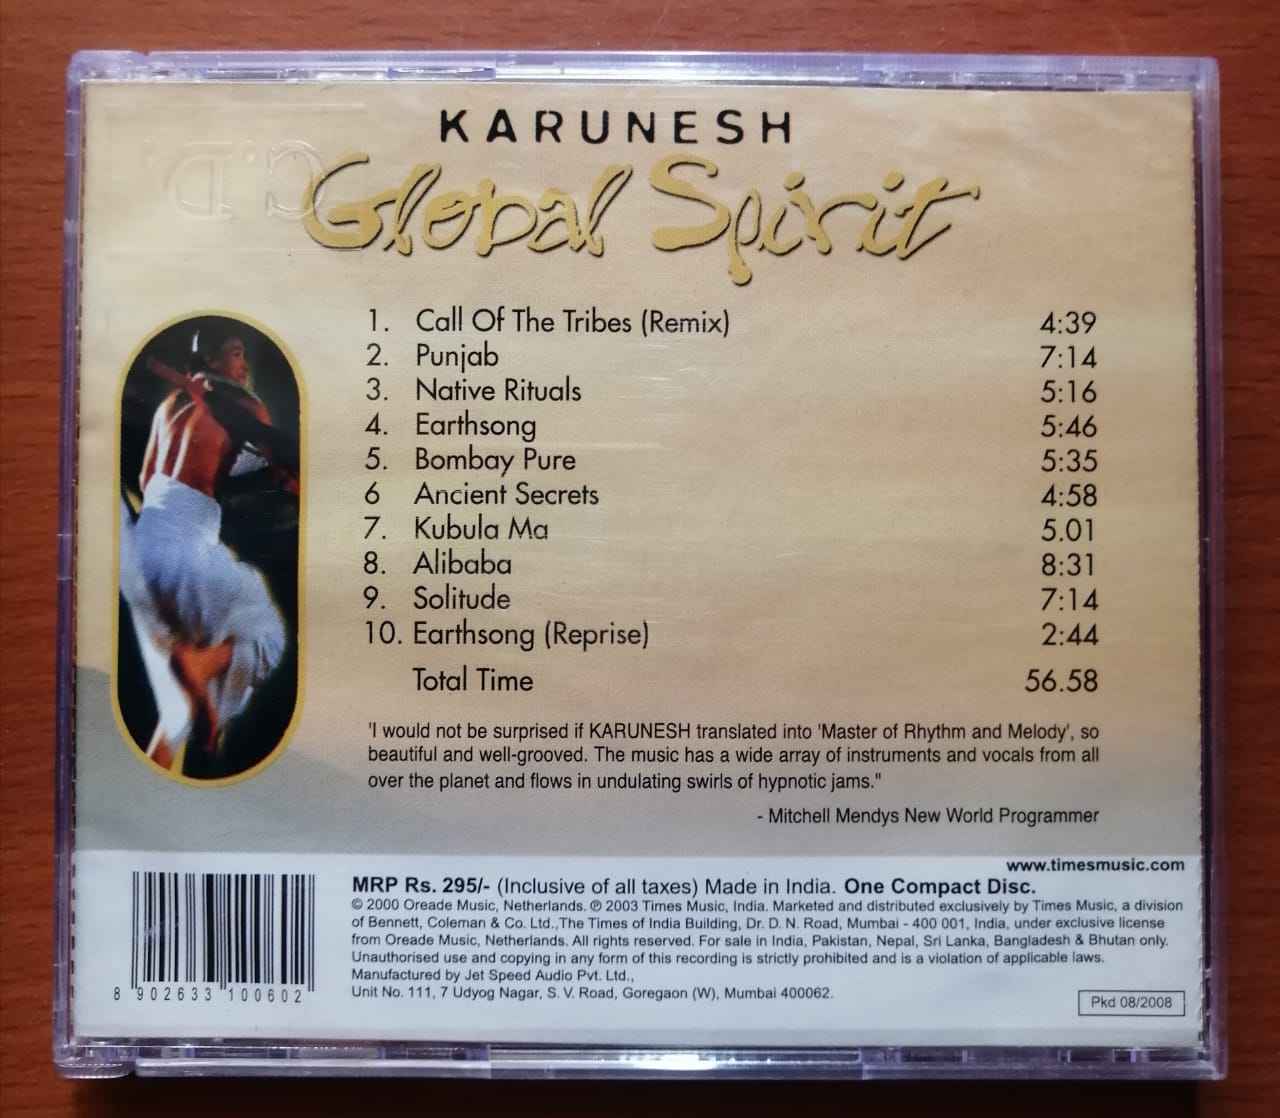 KARUNESH
Global Spirit
1. Call Of The Tribes (Remix) 4:39
2. Punjab 7:14
3. Native Rituals 5:16
4. Earthsong 5:46
5. Bombay Pure 5:35
6 Ancient Secrets 4:58
7. Kubula Ma 5.01
8. Alibaba 8:31
9. Solitude 7:14
10. Earthsong (Reprise) 2:44
Total Time 56.58
'I would not be surprised if KARUNESH translated into 'Master of Rhythm and Melody', so
beautiful and well-grooved. The music has a wide array of instruments and vocals from all
over the planet and flows in undulating swirls of hypnotic jams."
- Mitchell Mendys New World Programmer
www.timesmusic.com
MRP Rs. 295/- (Inclusive of all taxes) Made in India. One Compact Disc.
© 2000 Oreade Music, Netherlands. ℗ 2003 Times Music, India. Marketed and distributed exclusively by Times Music, a division
of Bennett, Coleman & Co. Ltd.,The Times of India Building, Dr. D. N. Road, Mumbai - 400 001, India, under exclusive license
from Oreade Music, Netherlands. All rights reserved. For sale in India, Pakistan, Nepal, Sri Lanka, Bangladesh & Bhutan only.
Unauthorised use and copying in any form of this recording is strictly prohibited and is a violation of applicable laws.
Manufactured by Jet Speed Audio Pvt. Ltd.,
Unit No. 111, 7 Udyog Nagar, S. V. Road, Goregaon (W), Mumbai 400062.
8 902633 100602
Pkd 08/2008